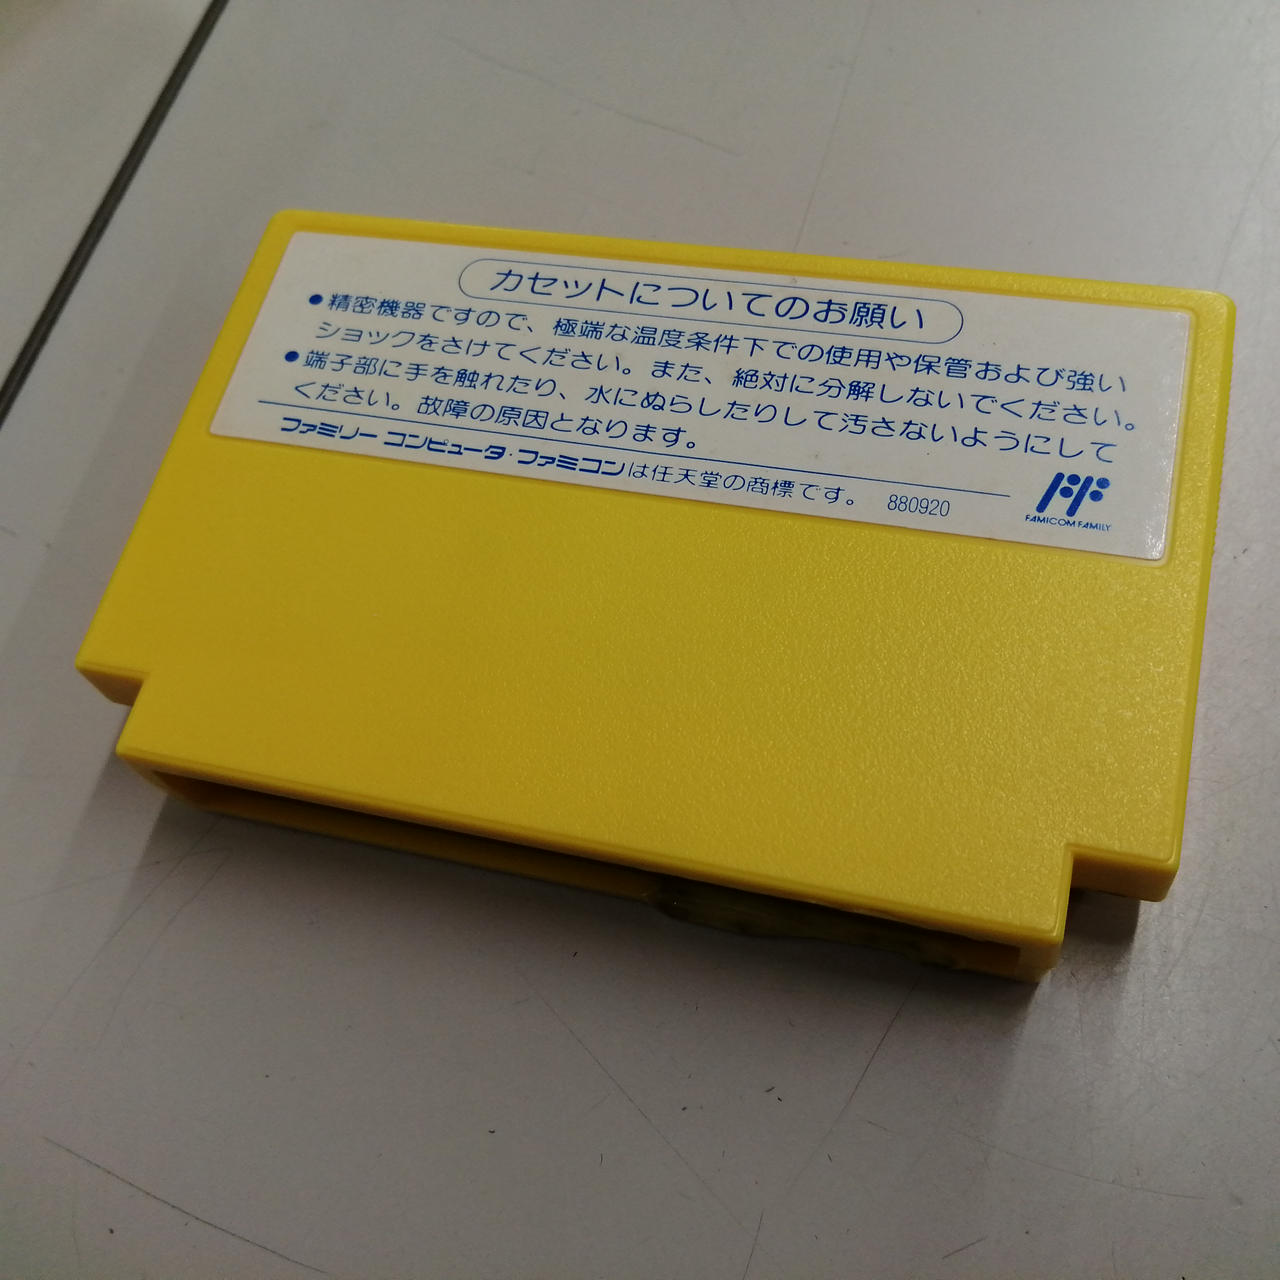 カセットについてのお願い
●精密機器ですので、極端な温度条件下での使用や保管および強い
ショックをさけてください。また、絶対に分解しないでください。
●端子部に手を触れたり、水にぬらしたりして汚さないようにして
ください。故障の原因となります。
ファミリーコンピュータ・ファミコンは任天堂の商標です。 880920
FAMICOM FAMILY